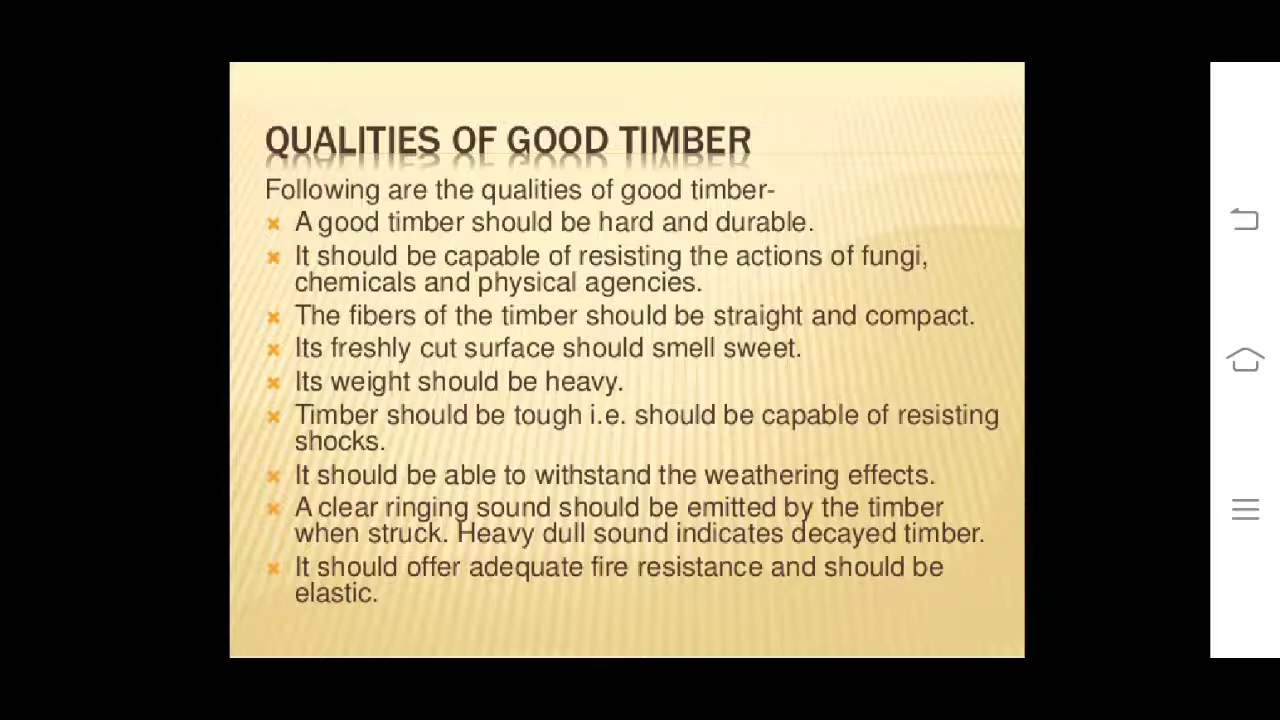 QUALITIES OF GOOD TIMBER
Following are the qualities of good timber-
A good timber should be hard and durable.
It should be capable of resisting the actions of fungi,
chemicals and physical agencies.
The fibers of the timber should be straight and compact.
Its freshly cut surface should smell sweet.
Its weight should be heavy.
Timber should be tough i.e. should be capable of resisting
shocks.
It should be able to withstand the weathering effects.
A clear ringing sound should be emitted by the timber
when struck. Heavy dull sound indicates decayed timber.
It should offer adequate fire resistance and should be
elastic.